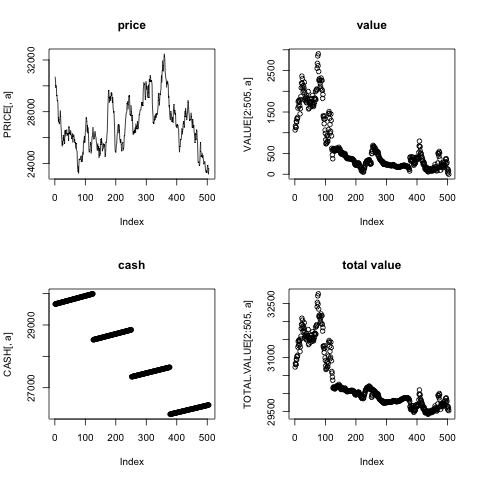 price
PRICE[, a]
24000 28000 32000
0 100 200 300 400 500
Index
value
VALUE[2:505, a]
0 500 1500 2500
0 100 200 300 400 500
Index
cash
CASH[, a]
27000 29000
0 100 200 300 400 500
Index
total value
TOTAL.VALUE[2:505, a]
29500 31000 32500
0 100 200 300 400 500
Index